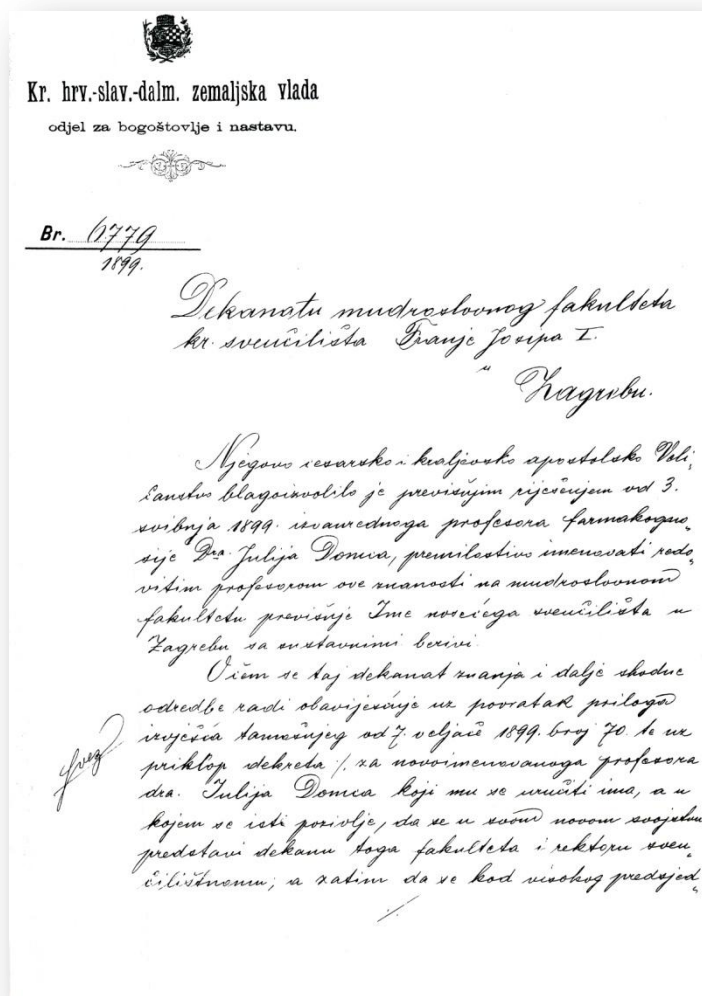 Kr. hrv.-slav.-dalm. zemaljska vlada
odjel za bogoštovlje i nastavu.
Br. 6779
1899.
Dekanatu mudroslovnog fakulteta
kr. sveučilišta Franje Josipa I.
u
Zagrebu.
Njegovo cesarsko i kraljevsko apostolsko Veli„
čanstvo blagoizvolilo je previšnjim riješenjem od 3.
svibnja 1899. izvanrednoga profesora farmakogno„
sije Dra. Julija Domca, premilostivo imenovati redo„
vitim profesorom ove znanosti na mudroslovnom
fakultetu previšnje Ime nosećega sveučilišta u
Zagrebu sa sustavnimi berivi.
O čem se taj dekanat znanja i dalje shodne
odredbe radi obaviješćuje uz povratak priloga
izvješća tamošnjeg od 7. veljače 1899. broj 70. te uz
priklop dekreta /. za novoimenovanoga profesora
dra. Julija Domca koji mu se uručiti ima, a u
kojem se isti pozivlje, da se u svom novom svojstvu
predstavi dekanu toga fakulteta i rektoru sveu„
čilištnomu; a zatim da se kod visokog predsjed„
./.